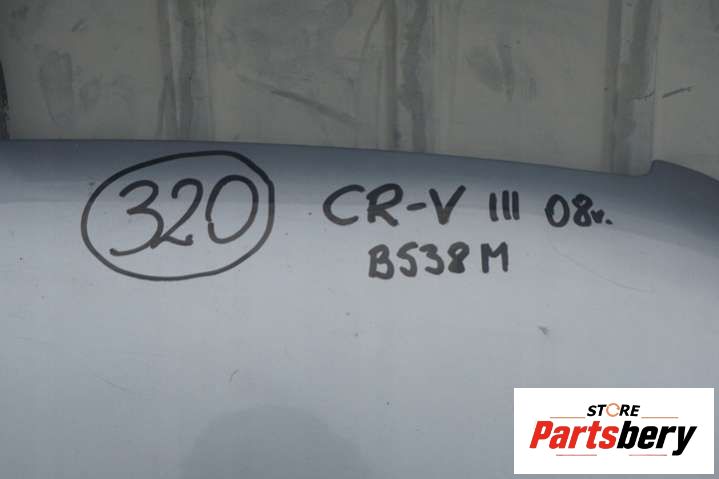 320 CR-V III 08r.
B538M
STORE
Partsbery